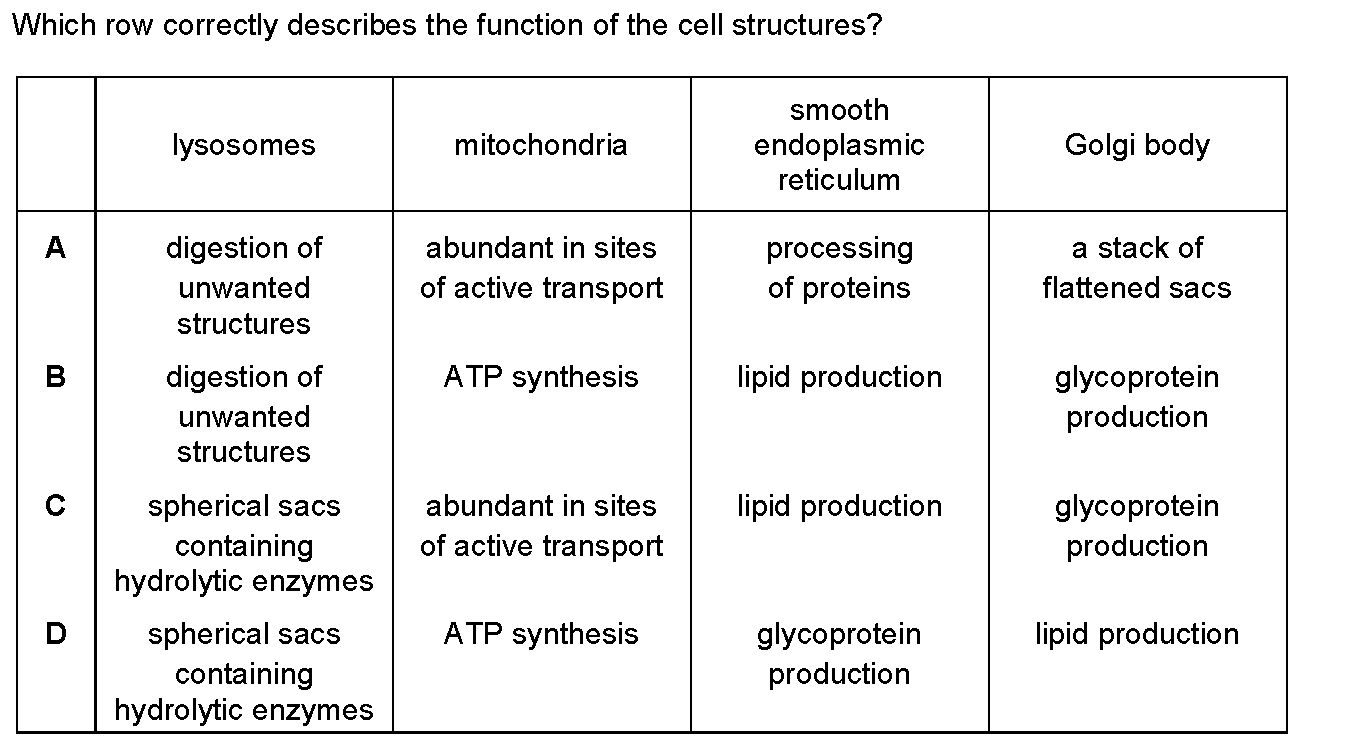 Which row correctly describes the function of the cell structures?
lysosomes
mitochondria
smooth
endoplasmic
reticulum
Golgi body
A
digestion of
unwanted
structures
abundant in sites
of active transport
processing
of proteins
a stack of
flattened sacs
B
digestion of
unwanted
structures
ATP synthesis
lipid production
glycoprotein
production
C
spherical sacs
containing
hydrolytic enzymes
abundant in sites
of active transport
lipid production
glycoprotein
production
D
spherical sacs
containing
hydrolytic enzymes
ATP synthesis
glycoprotein
production
lipid production